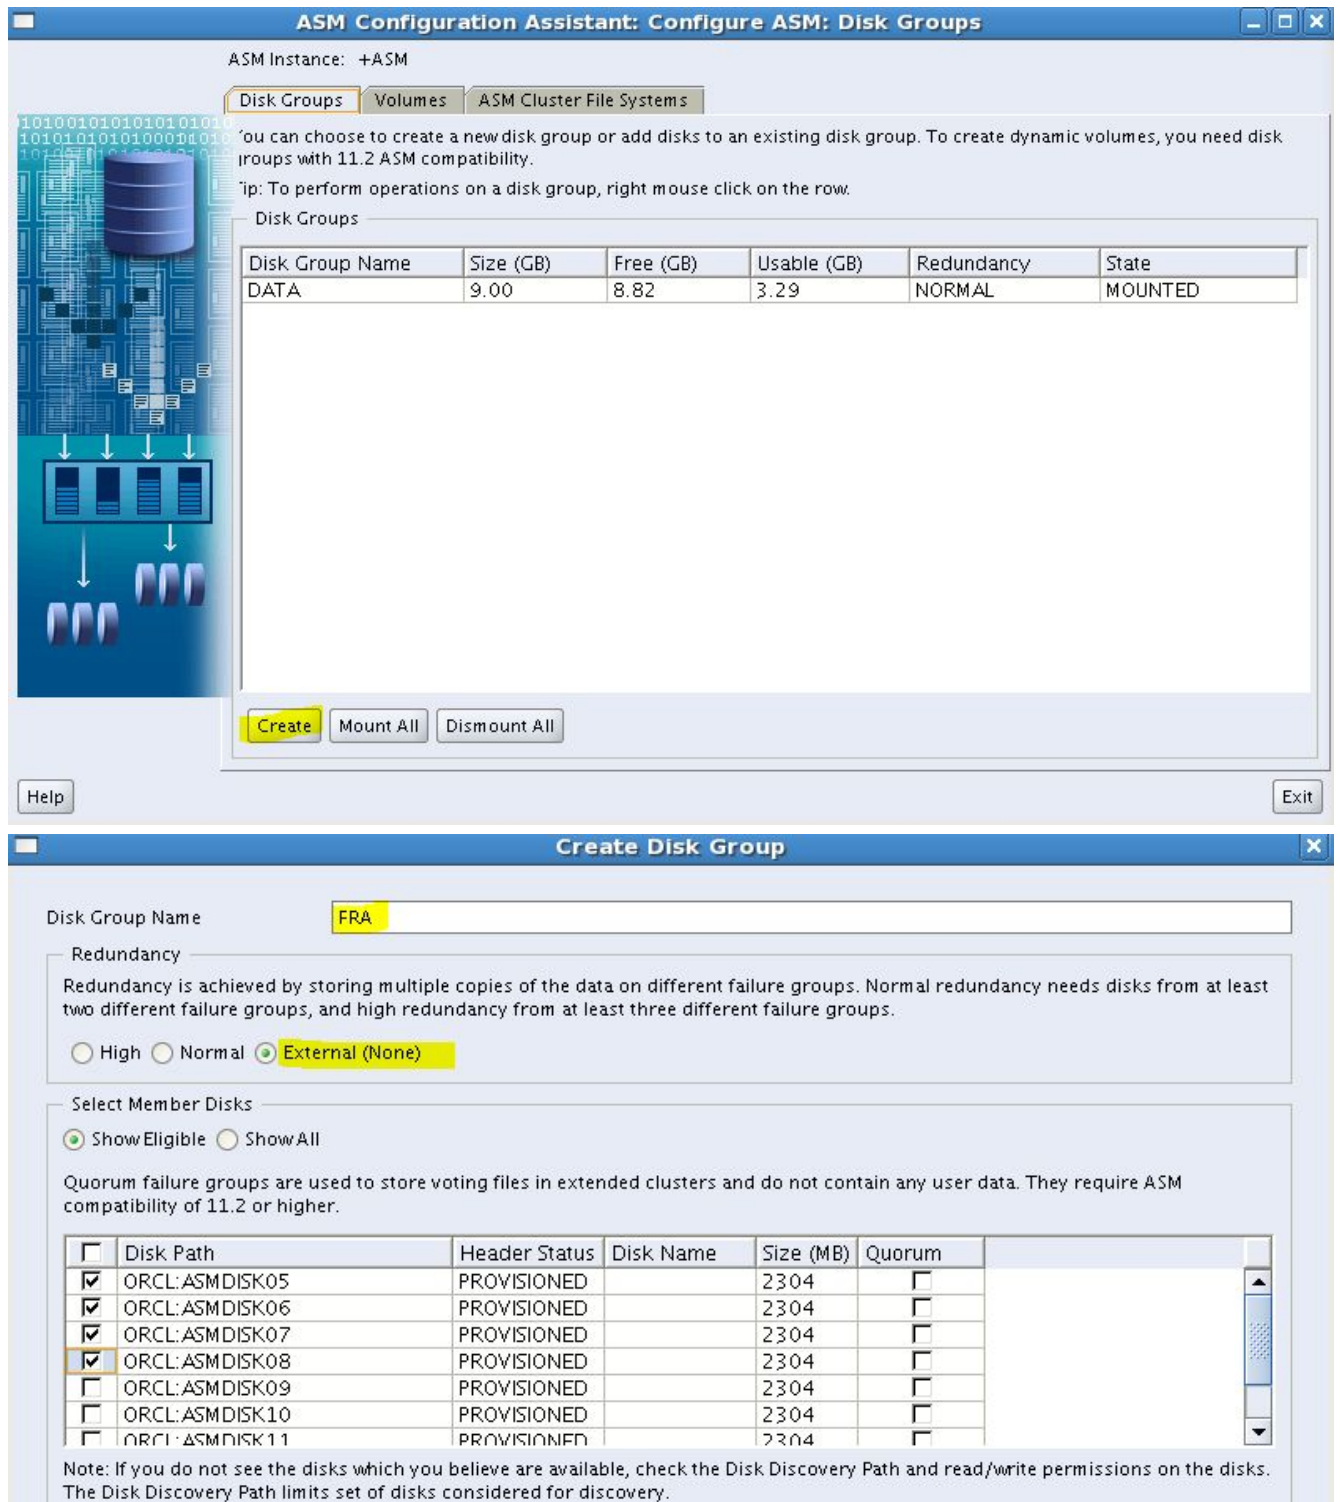 ASM Configuration Assistant: Configure ASM: Disk Groups
ASM Instance: +ASM
Disk Groups Volumes ASM Cluster File Systems
ou can choose to create a new disk group or add disks to an existing disk group. To create dynamic volumes, you need disk
roups with 11.2 ASM compatibility.
ip: To perform operations on a disk group, right mouse click on the row.
Disk Groups
Disk Group Name Size (GB) Free (GB) Usable (GB) Redundancy State
DATA 9.00 8.82 3.29 NORMAL MOUNTED
Create Mount All Dismount All
Help Exit
Create Disk Group
Disk Group Name FRA
Redundancy
Redundancy is achieved by storing multiple copies of the data on different failure groups. Normal redundancy needs disks from at least
two different failure groups, and high redundancy from at least three different failure groups.
High Normal External (None)
Select Member Disks
Show Eligible Show All
Quorum failure groups are used to store voting files in extended clusters and do not contain any user data. They require ASM
compatibility of 11.2 or higher.
Disk Path Header Status Disk Name Size (MB) Quorum
ORCL:ASMDISK05 PROVISIONED 2304
ORCL:ASMDISK06 PROVISIONED 2304
ORCL:ASMDISK07 PROVISIONED 2304
ORCL:ASMDISK08 PROVISIONED 2304
ORCL:ASMDISK09 PROVISIONED 2304
ORCL:ASMDISK10 PROVISIONED 2304
ORCL:ASMDISK11 PROVISIONED 2304
Note: If you do not see the disks which you believe are available, check the Disk Discovery Path and read/write permissions on the disks.
The Disk Discovery Path limits set of disks considered for discovery.